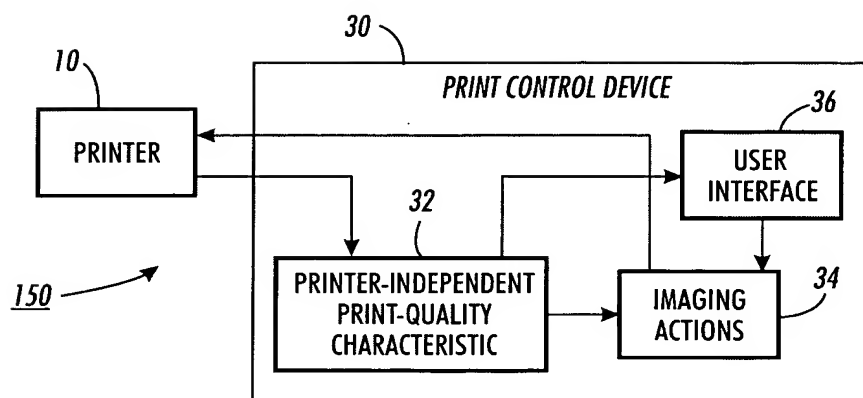 30
10
PRINT CONTROL DEVICE
36
PRINTER
USER
INTERFACE
32
PRINTER-INDEPENDENT
PRINT-QUALITY
CHARACTERISTIC
IMAGING
ACTIONS
34
150